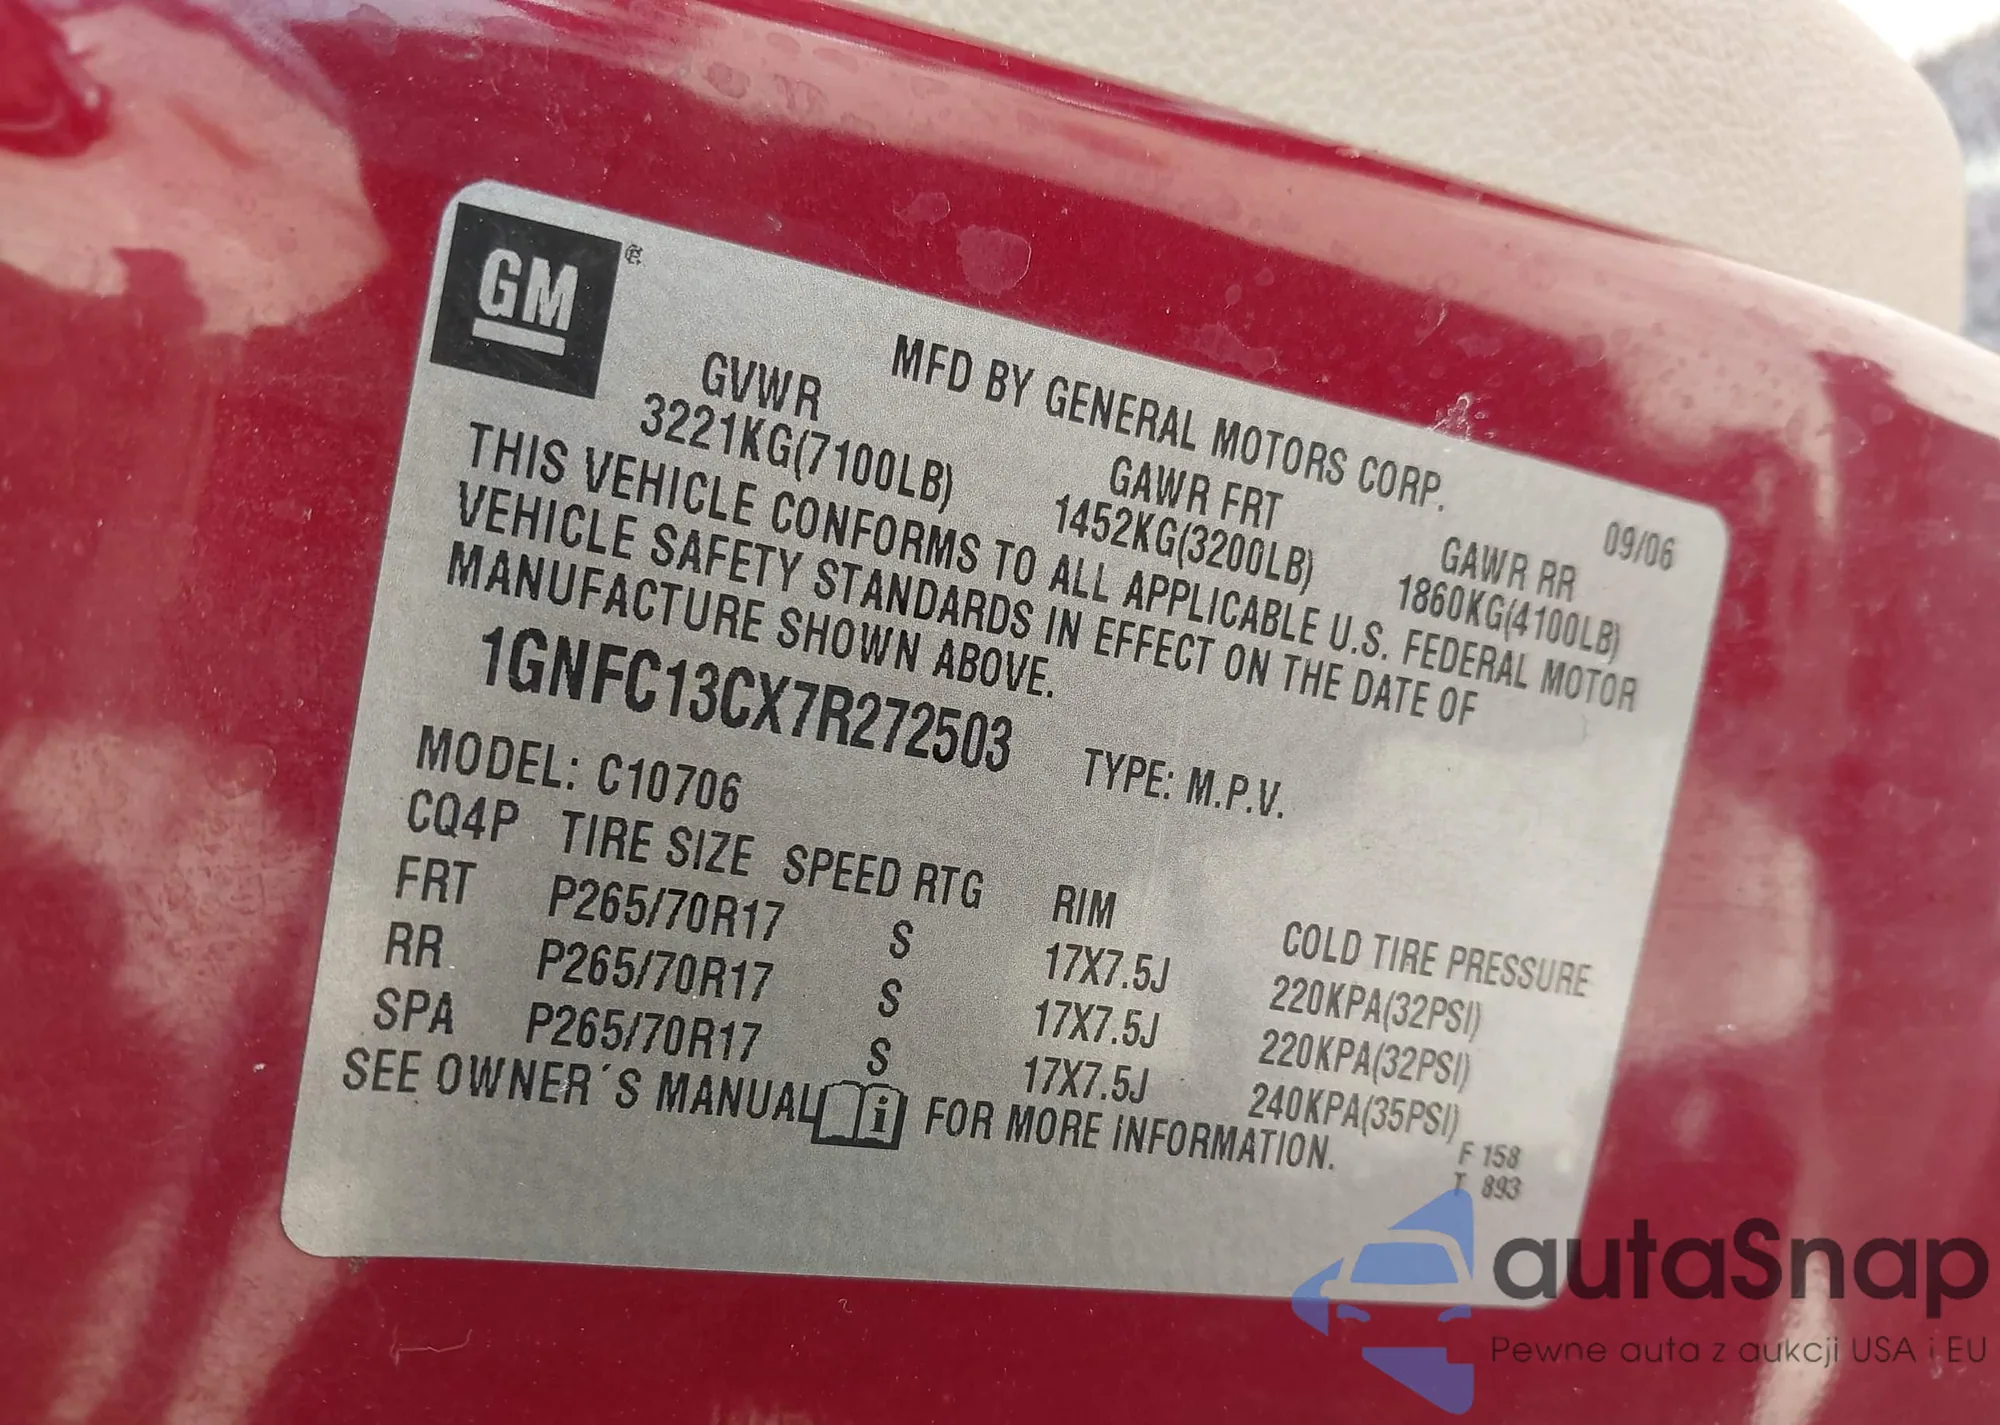 GM
MFD BY GENERAL MOTORS CORP.
09/06
GVWR GAWR FRT GAWR RR
3221KG(7100LB) 1452KG(3200LB) 1860KG(4100LB)
THIS VEHICLE CONFORMS TO ALL APPLICABLE U.S. FEDERAL MOTOR
VEHICLE SAFETY STANDARDS IN EFFECT ON THE DATE OF
MANUFACTURE SHOWN ABOVE.
1GNFC13CX7R272503 TYPE: M.P.V.
MODEL: C10706
CQ4P TIRE SIZE SPEED RTG RIM COLD TIRE PRESSURE
FRT P265/70R17 S 17X7.5J 220KPA(32PSI)
RR P265/70R17 S 17X7.5J 220KPA(32PSI)
SPA P265/70R17 S 17X7.5J 240KPA(35PSI)
SEE OWNER´S MANUAL i FOR MORE INFORMATION.
F 158
T 893
autaSnap
Pewne auta z aukcji USA i EU